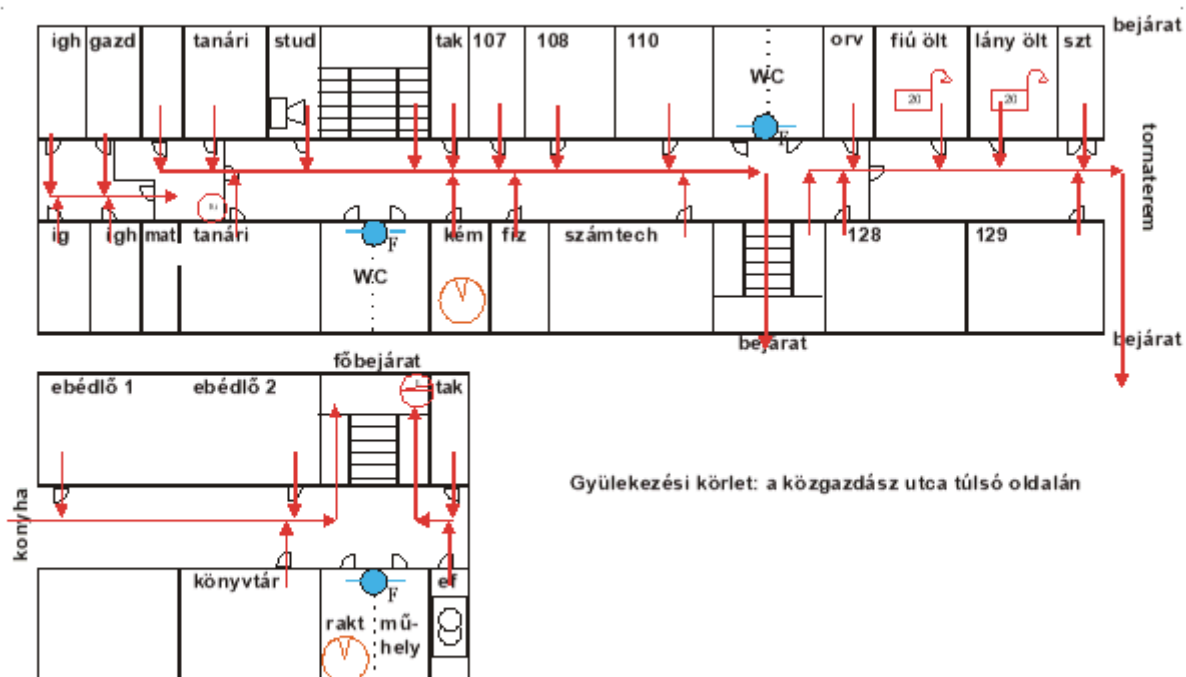 bejárat
igh gazd tanári stud tak 107 108 110 orv fiú ölt lány ölt szt
WC
20 20
F
tornaterem
ig igh mat tanári kém fiz számtech 128 129
F
WC
bejárat
bejárat
főbejárat
ebédlő 1 ebédlő 2 tak
Gyülekezési körlet: a közgazdász utca túlsó oldalán
konyha
könyvtár ef
F
rakt mű-
hely